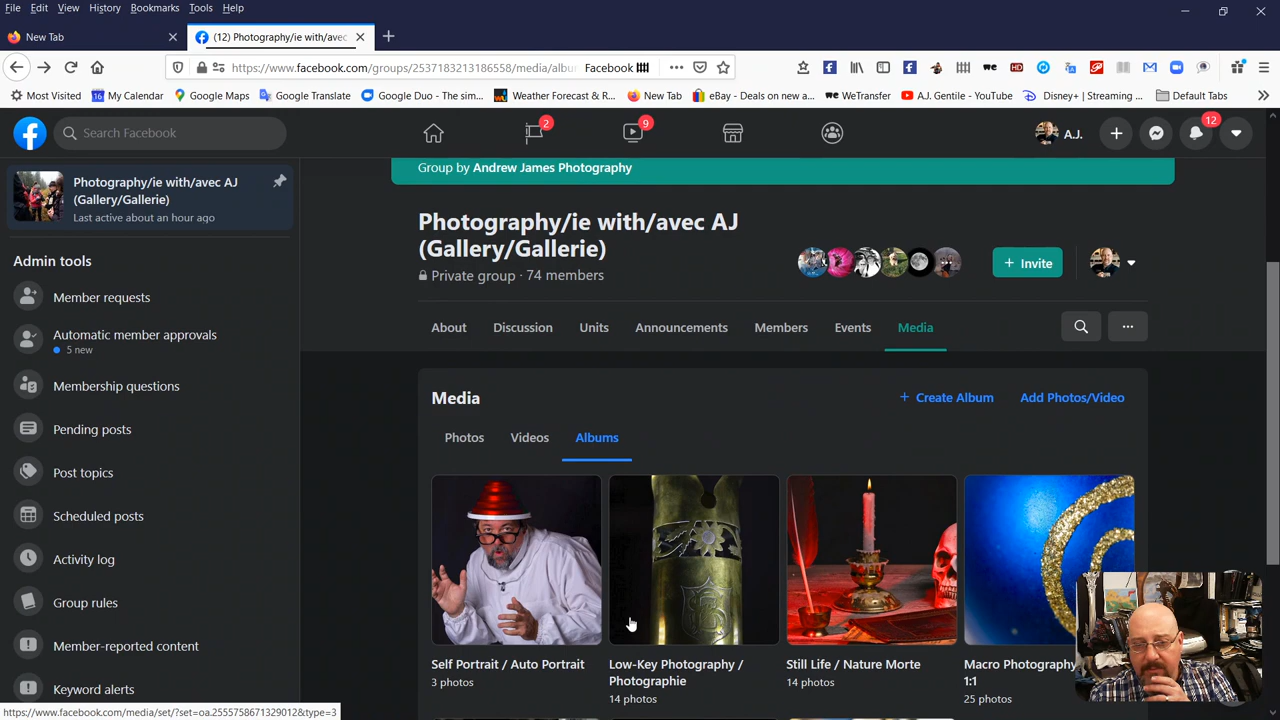 File Edit View History Bookmarks Tools Help
New Tab
(12) Photography/ie with/avec
https://www.facebook.com/groups/2537183213186558/media/albu
Facebook
Most Visited My Calendar Google Maps Google Translate Google Duo - The sim... Weather Forecast & R... New Tab eBay - Deals on new a... WeTransfer A.J. Gentile - YouTube Disney+ | Streaming ... Default Tabs
Search Facebook
2
9
A.J.
12
Photography/ie with/avec AJ
(Gallery/Gallerie)
Last active about an hour ago
Admin tools
Member requests
Automatic member approvals
5 new
Membership questions
Pending posts
Post topics
Scheduled posts
Activity log
Group rules
Member-reported content
Keyword alerts
Group by Andrew James Photography
Photography/ie with/avec AJ
(Gallery/Gallerie)
Private group · 74 members
+ Invite
About Discussion Units Announcements Members Events Media
Media
+ Create Album
Add Photos/Video
Photos Videos Albums
Self Portrait / Auto Portrait
3 photos
Low-Key Photography /
Photographie
14 photos
Still Life / Nature Morte
14 photos
Macro Photography
1:1
25 photos
https://www.facebook.com/media/set/?set=oa.2555758671329012&type=3